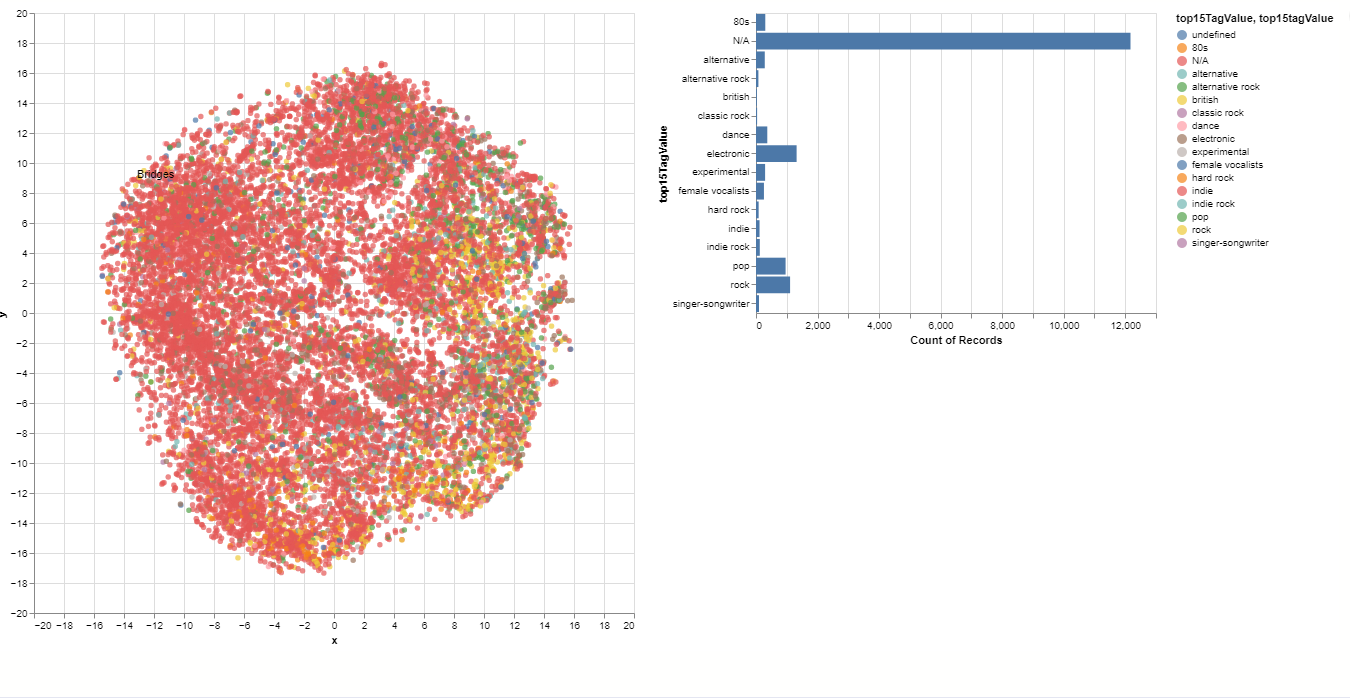 20
18
16
14
12
10
8
6
4
2
0
−2
−4
−6
−8
−10
−12
−14
−16
−18
−20
y
Bridges
−20 −18 −16 −14 −12 −10 −8 −6 −4 −2 0 2 4 6 8 10 12 14 16 18 20
x
top15TagValue
80s
N/A
alternative
alternative rock
british
classic rock
dance
electronic
experimental
female vocalists
hard rock
indie
indie rock
pop
rock
singer-songwriter
0 2,000 4,000 6,000 8,000 10,000 12,000
Count of Records
top15TagValue, top15tagValue
undefined
80s
N/A
alternative
alternative rock
british
classic rock
dance
electronic
experimental
female vocalists
hard rock
indie
indie rock
pop
rock
singer-songwriter